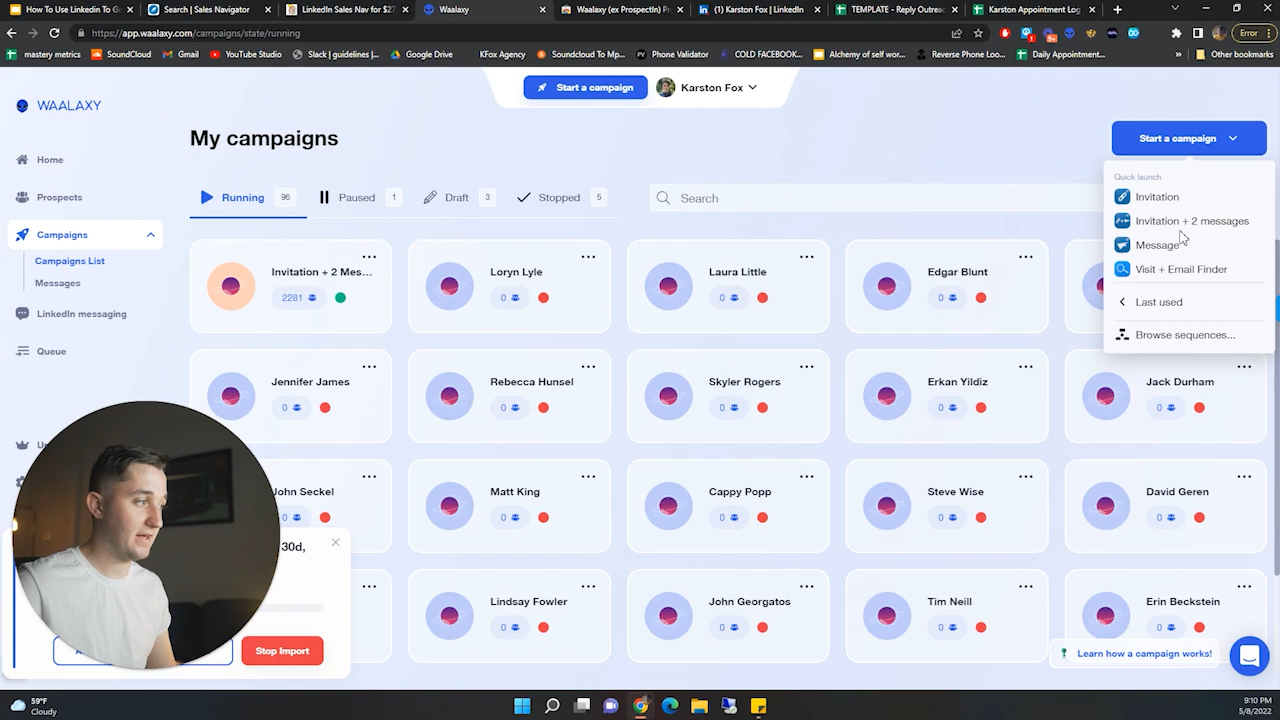 How To Use Linkedin To Ge
Search | Sales Navigator
LinkedIn Sales Nav for $27
Waalaxy
Waalaxy (ex ProspectIn) Pr
(1) Karston Fox | LinkedIn
TEMPLATE - Reply Outreac
Karston Appointment Log
https://app.waalaxy.com/campaigns/state/running
Error
mastery metrics
SoundCloud
Gmail
YouTube Studio
Slack | guidelines |...
Google Drive
KFox Agency
Soundcloud To Mp...
Phone Validator
COLD FACEBOOK...
Alchemy of self wor...
Reverse Phone Loo...
Daily Appointment...
Other bookmarks
WAALAXY
Start a campaign
Karston Fox
Home
Prospects
Campaigns
Campaigns List
Messages
LinkedIn messaging
Queue
My campaigns
Start a campaign
Running 96
Paused 1
Draft 3
Stopped 5
Search
Quick launch
Invitation
Invitation + 2 messages
Message
Visit + Email Finder
Last used
Browse sequences...
Invitation + 2 Mes...
2281
Loryn Lyle
0
Laura Little
0
Edgar Blunt
0
Jennifer James
0
Rebecca Hunsel
0
Skyler Rogers
0
Erkan Yildiz
0
Jack Durham
0
John Seckel
0
Matt King
0
Cappy Popp
0
Steve Wise
0
David Geren
0
Lindsay Fowler
0
John Georgatos
0
Tim Neill
0
Erin Beckstein
0
30d,
Stop Import
Learn how a campaign works!
59°F
Cloudy
9:10 PM
5/8/2022